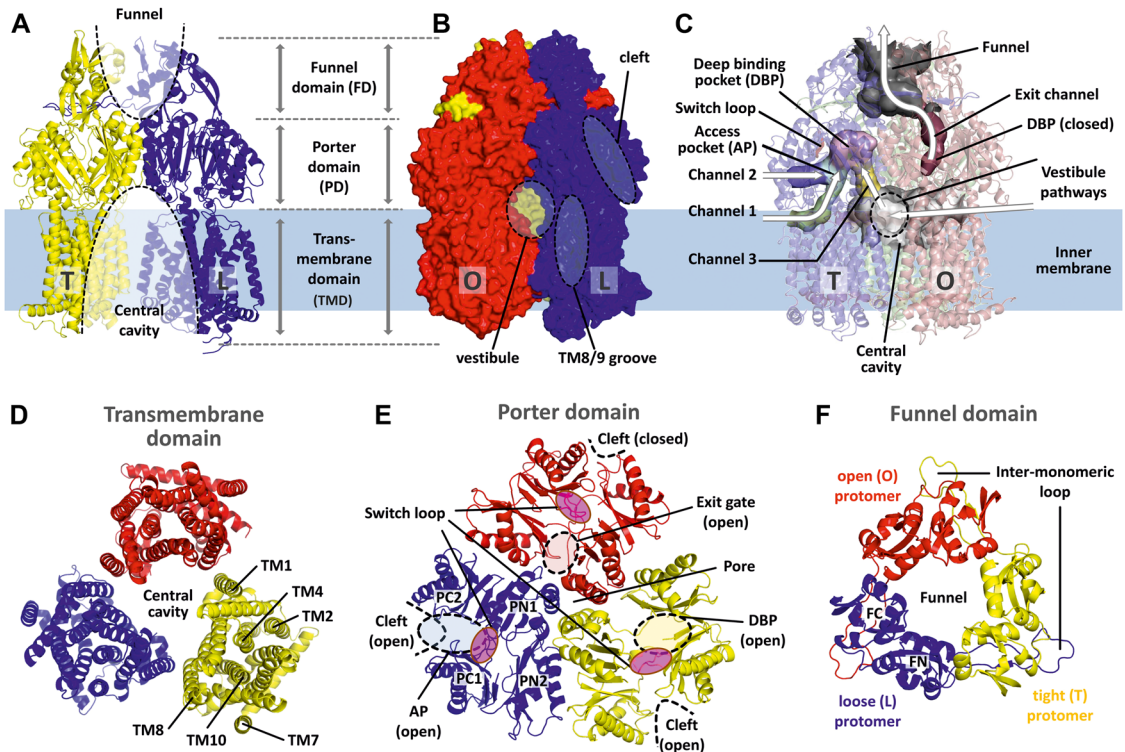 A
Funnel
T
L
Central
cavity
Funnel
domain (FD)
Porter
domain
(PD)
Trans-
membrane
domain
(TMD)
B
cleft
O
L
vestibule
TM8/9 groove
C
Deep binding
pocket (DBP)
Switch loop
Access
pocket (AP)
Channel 2
Channel 1
Channel 3
Funnel
Exit channel
DBP (closed)
Vestibule
pathways
T
O
Inner
membrane
Central
cavity
D
Transmembrane
domain
Central
cavity
TM1
TM4
TM2
TM8
TM10
TM7
E
Porter domain
Cleft (closed)
Switch loop
Exit gate
(open)
Pore
PC2
PN1
Cleft
(open)
DBP
(open)
PC1
PN2
AP
(open)
Cleft
(open)
F
Funnel domain
open (O)
protomer
Inter-monomeric
loop
FC
Funnel
FN
loose (L)
protomer
tight (T)
protomer